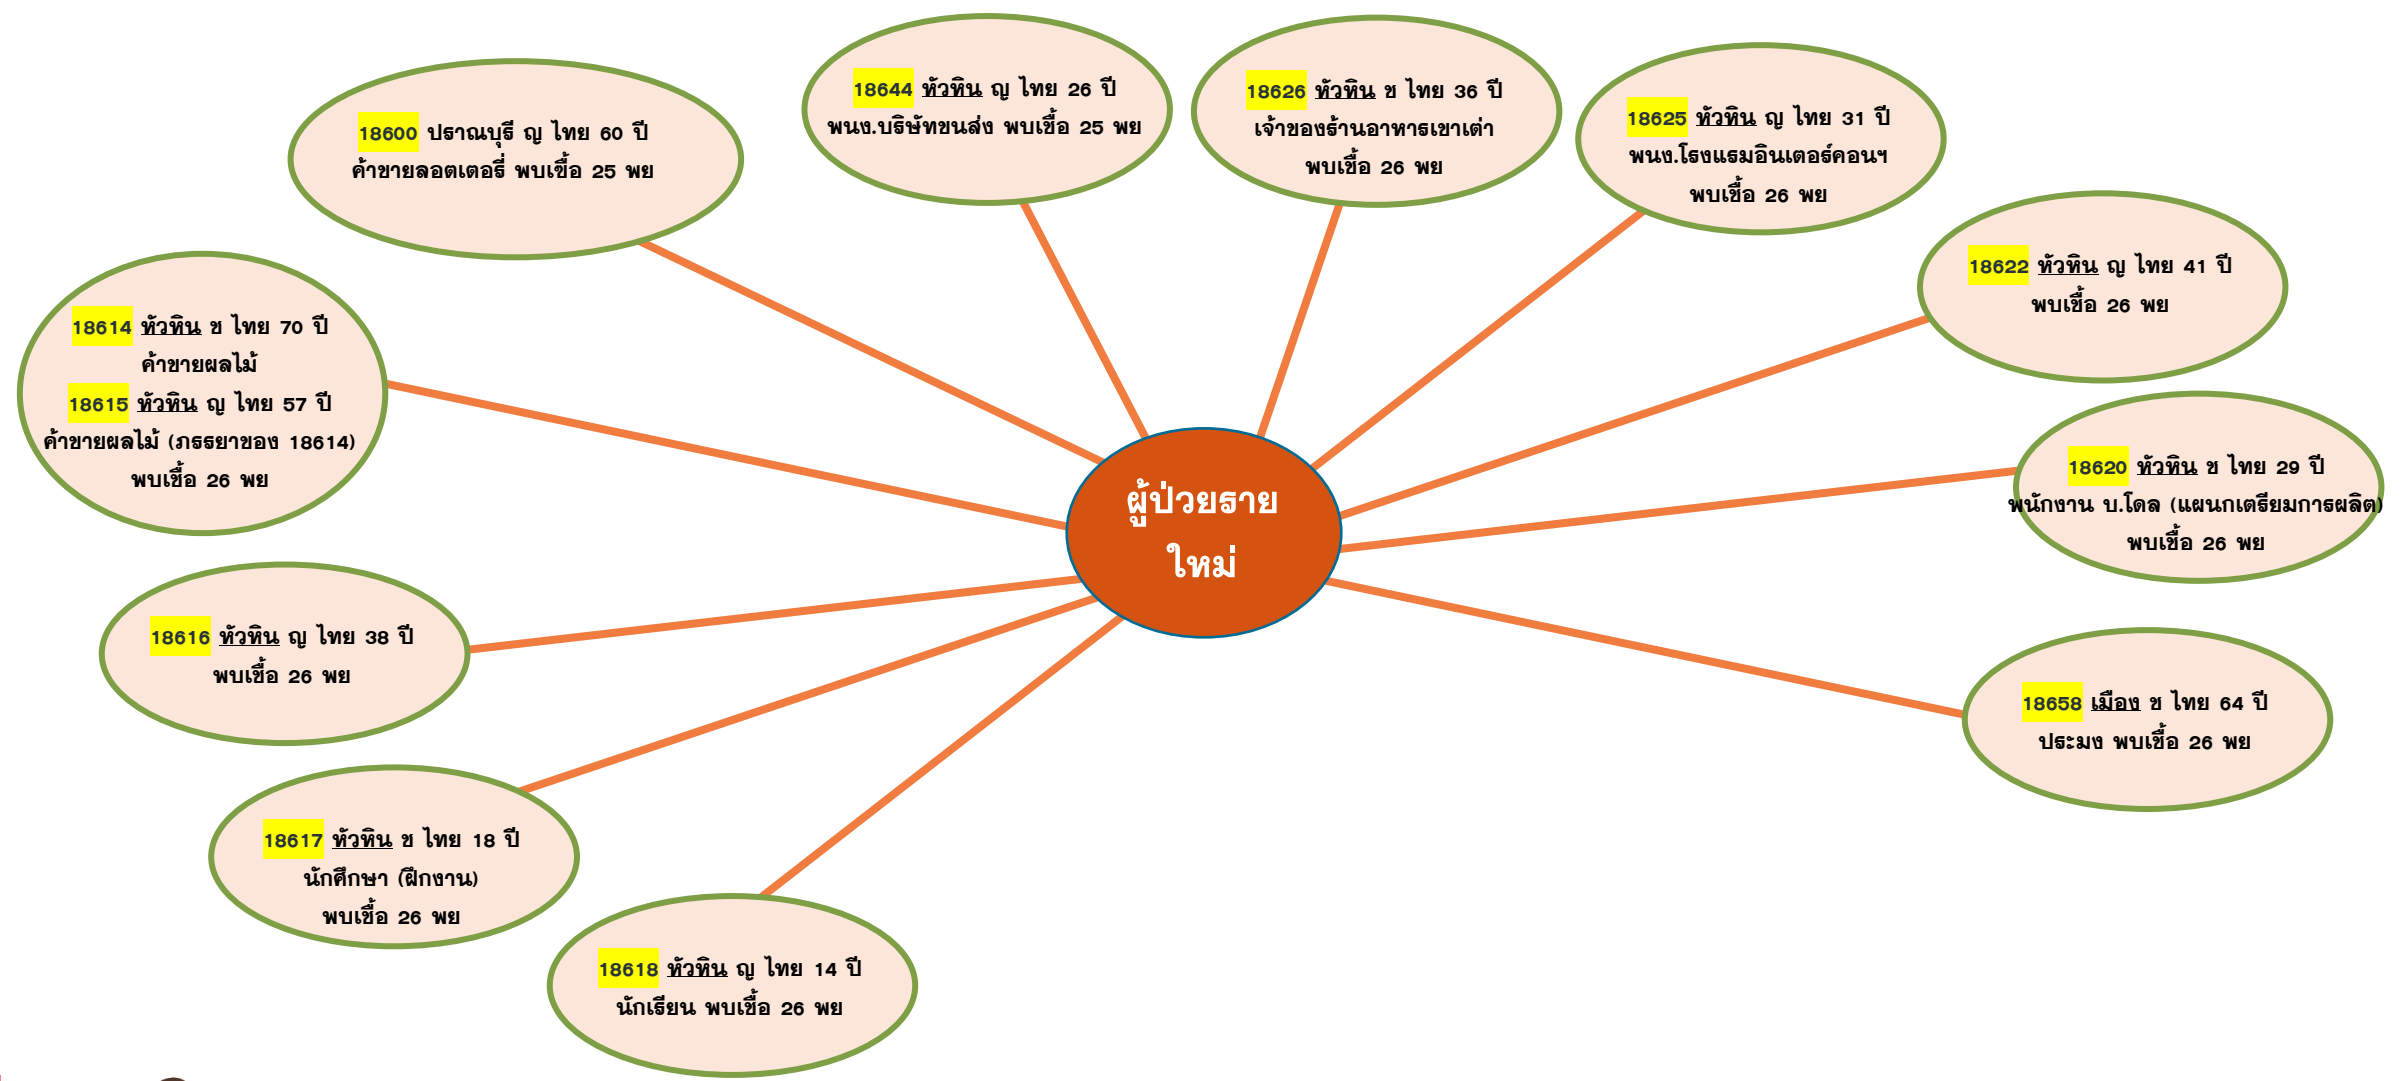 18644 หัวหิน ญ ไทย 26 ปี
พนง.บริษัทขนส่ง พบเชื้อ 25 พย
18626 หัวหิน ช ไทย 36 ปี
เจ้าของร้านอาหารเขาเต่า
พบเชื้อ 26 พย
18625 หัวหิน ญ ไทย 31 ปี
พนง.โรงแรมอินเตอร์คอนฯ
พบเชื้อ 26 พย
18600 ปราณบุรี ญ ไทย 60 ปี
ค้าขายลอตเตอรี่ พบเชื้อ 25 พย
18622 หัวหิน ญ ไทย 41 ปี
พบเชื้อ 26 พย
18614 หัวหิน ช ไทย 70 ปี
ค้าขายผลไม้
18615 หัวหิน ญ ไทย 57 ปี
ค้าขายผลไม้ (ภรรยาของ 18614)
พบเชื้อ 26 พย
18620 หัวหิน ช ไทย 29 ปี
พนักงาน บ.โดล (แผนกเตรียมการผลิต)
พบเชื้อ 26 พย
ผู้ป่วยราย
ใหม่
18616 หัวหิน ญ ไทย 38 ปี
พบเชื้อ 26 พย
18658 เมือง ช ไทย 64 ปี
ประมง พบเชื้อ 26 พย
18617 หัวหิน ช ไทย 18 ปี
นักศึกษา (ฝึกงาน)
พบเชื้อ 26 พย
18618 หัวหิน ญ ไทย 14 ปี
นักเรียน พบเชื้อ 26 พย